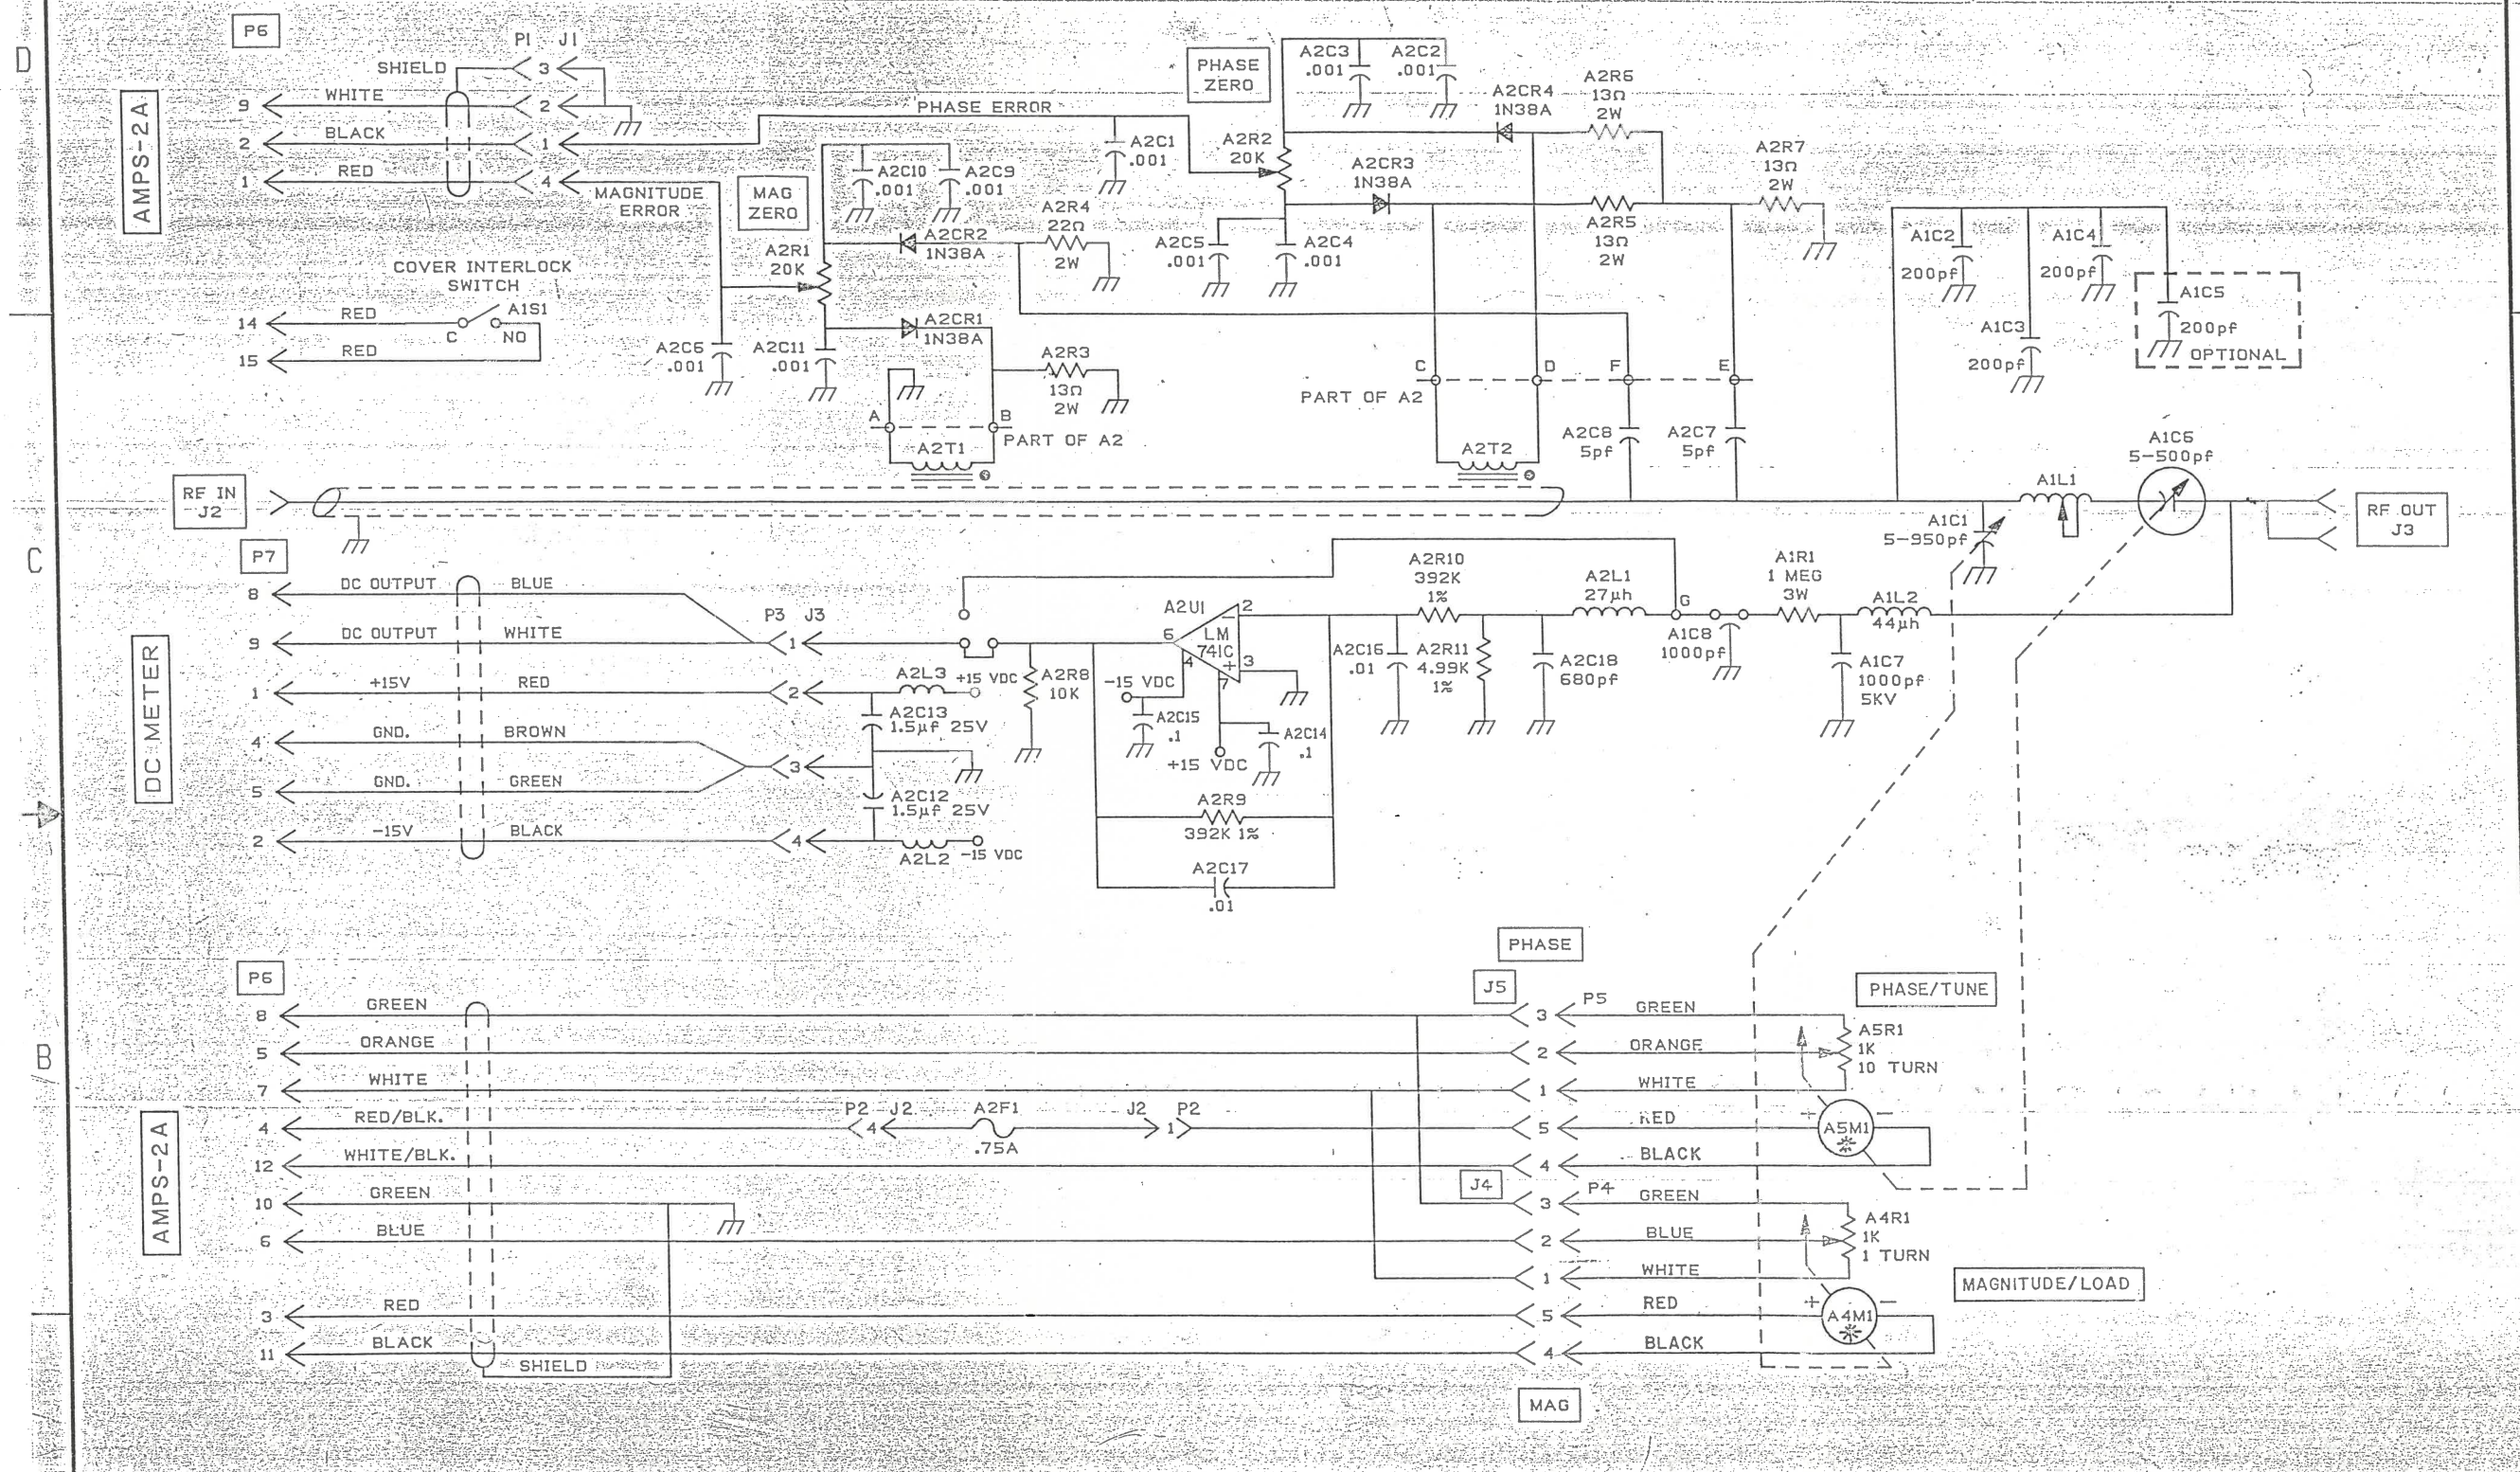 D
P6
P1 J1
SHIELD
3
9
WHITE
2
2
BLACK
1
1
RED
4
AMPS-2A
PHASE ERROR
MAGNITUDE
ERROR
MAG
ZERO
PHASE
ZERO
A2C3
.001
A2C2
.001
A2CR4
1N38A
A2R6
13Ω
2W
A2R7
13Ω
2W
A2C1
.001
A2R2
20K
A2CR3
1N38A
A2C10
.001
A2C9
.001
A2R4
22Ω
2W
A2CR2
1N38A
A2R1
20K
A2C5
.001
A2C4
.001
A2R5
13Ω
2W
A1C2
200pf
A1C4
200pf
A1C3
200pf
A1C5
200pf
OPTIONAL
COVER INTERLOCK
SWITCH
14
RED
A1S1
C
NO
15
RED
A2C6
.001
A2C11
.001
A2CR1
1N38A
A2R3
13Ω
2W
A
B
PART OF A2
A2T1
C
D
F
E
PART OF A2
A2T2
A2C8
5pf
A2C7
5pf
A1C6
5-500pf
A1L1
RF IN
J2
RF OUT
J3
A1C1
5-950pf
C
P7
8
DC OUTPUT
BLUE
9
DC OUTPUT
WHITE
P3 J3
1
1
+15V
RED
2
4
GND.
BROWN
3
5
GND.
GREEN
2
-15V
BLACK
4
DC METER
A2L3
+15 VDC
A2C13
1.5µf 25V
A2C12
1.5µf 25V
A2L2
-15 VDC
A2R8
10K
A2U1
LM
741C
2
6
3
4
7
-
+
-15 VDC
A2C15
.1
+15 VDC
A2C14
.1
A2R9
392K 1%
A2C17
.01
A2R10
392K
1%
A2C16
.01
A2R11
4.99K
1%
A2L1
27µh
A2C18
680pf
G
A1C8
1000pf
A1R1
1 MEG
3W
A1L2
44µh
A1C7
1000pf
5KV
PHASE
P6
J5
P5
PHASE/TUNE
B
8
GREEN
3
GREEN
5
ORANGE
2
ORANGE
A5R1
1K
10 TURN
7
WHITE
1
WHITE
4
RED/BLK.
P2 J2
4
A2F1
.75A
J2 P2
1
5
RED
+
A5M1
-
12
WHITE/BLK.
4
BLACK
AMPS-2A
10
GREEN
J4
3
P4
GREEN
6
BLUE
2
BLUE
A4R1
1K
1 TURN
1
WHITE
MAGNITUDE/LOAD
3
RED
5
RED
+
A4M1
-
11
BLACK
4
BLACK
SHIELD
MAG